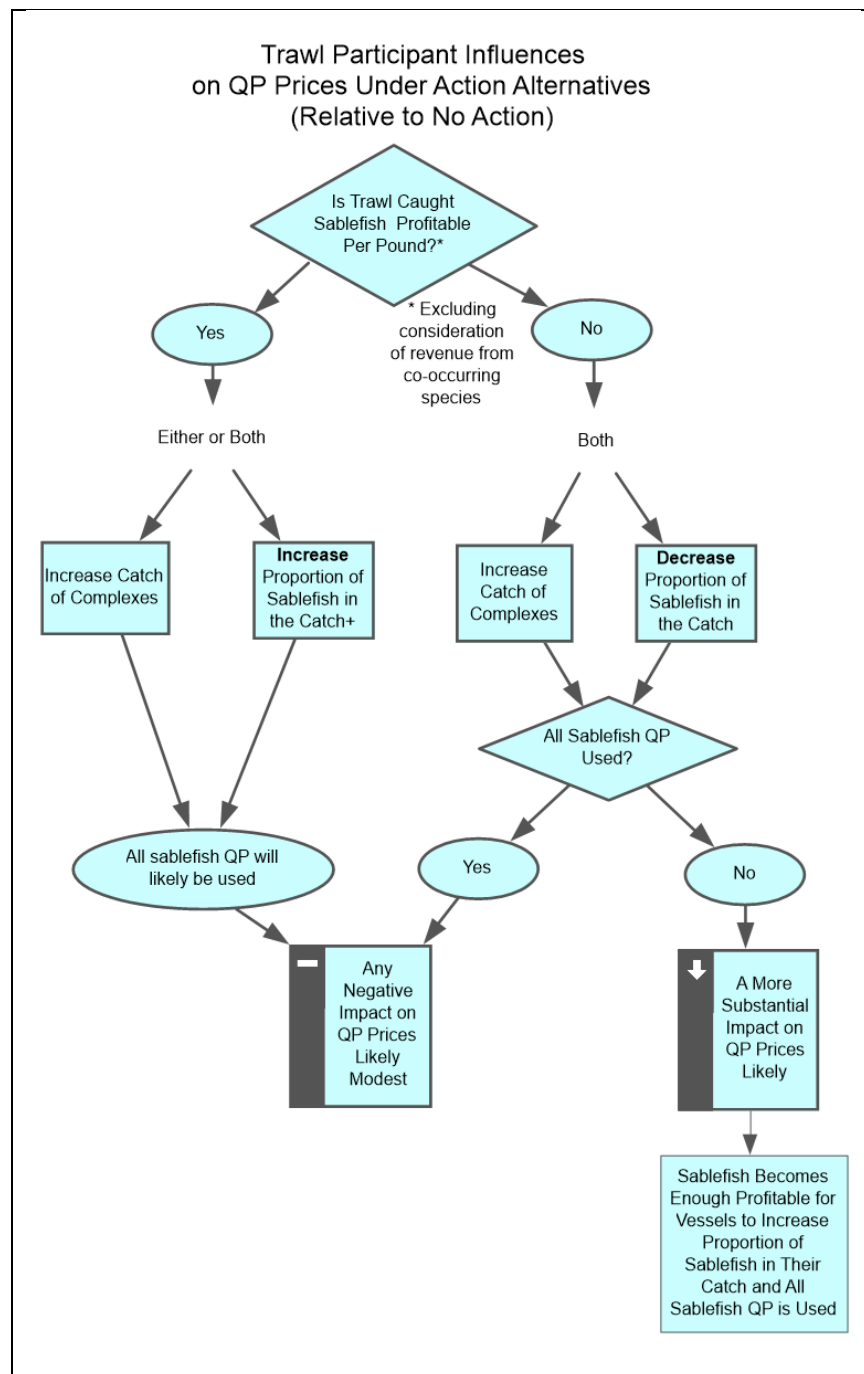 Trawl Participant Influences
on QP Prices Under Action Alternatives
(Relative to No Action)
Is Trawl Caught
Sablefish Profitable
Per Pound?*
* Excluding
consideration
of revenue from
co-occurring
species
Yes
No
Either or Both
Both
Increase Catch
of Complexes
Increase
Proportion of
Sablefish in
the Catch+
Increase
Catch of
Complexes
Decrease
Proportion of
Sablefish in
the Catch
All Sablefish QP
Used?
All sablefish QP will
likely be used
Yes
No
Any
Negative
Impact on
QP Prices
Likely
Modest
A More
Substantial
Impact on
QP Prices
Likely
Sablefish Becomes
Enough Profitable for
Vessels to Increase
Proportion of
Sablefish in Their
Catch and All
Sablefish QP is Used